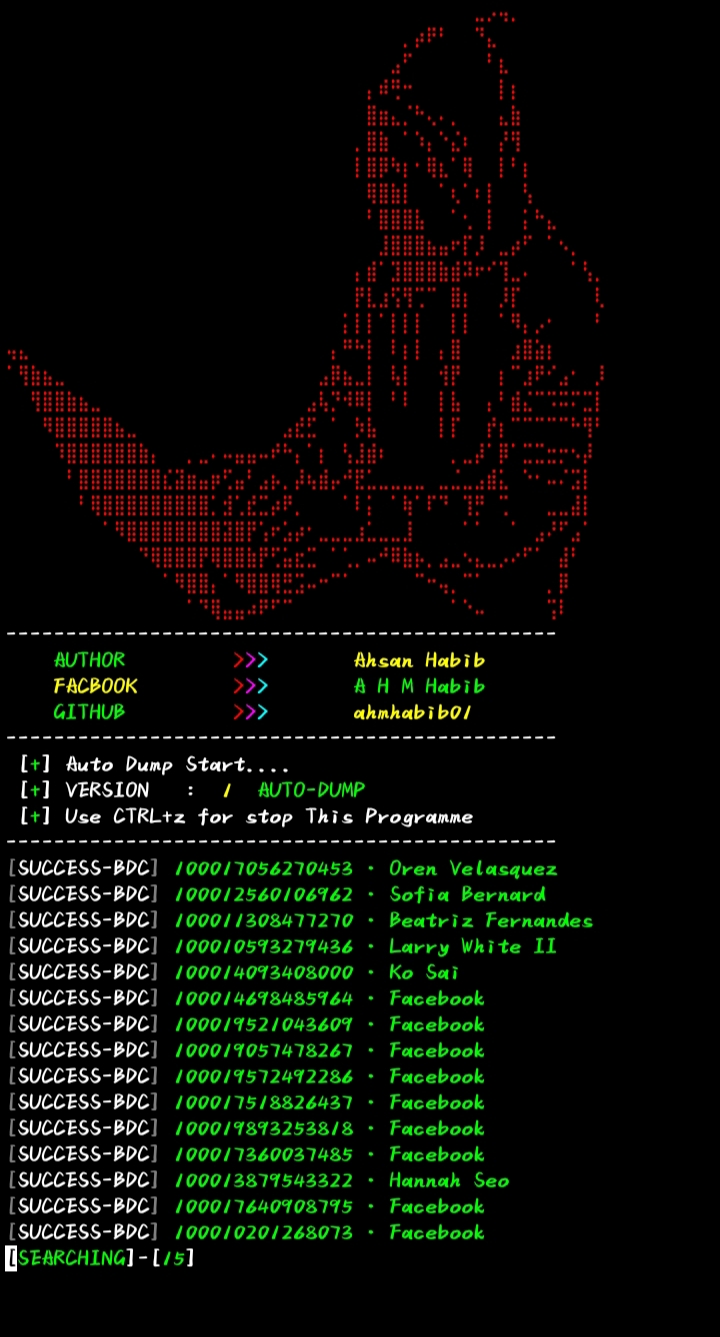 ------------------------------------------------
AUTHOR >>> Ahsan Habib
FACBOOK >>> A H M Habib
GITHUB >>> ahmhabib01
------------------------------------------------
[+] Auto Dump Start....
[+] VERSION : 1 AUTO-DUMP
[+] Use CTRL+z for stop This Programme
------------------------------------------------
[SUCCESS-BDC] 100017056270453 · Oren Velasquez
[SUCCESS-BDC] 100012560106962 · Sofia Bernard
[SUCCESS-BDC] 100011308477270 · Beatriz Fernandes
[SUCCESS-BDC] 100010593279436 · Larry White II
[SUCCESS-BDC] 100014093408000 · Ko Sai
[SUCCESS-BDC] 100014698485964 · Facebook
[SUCCESS-BDC] 100019521043609 · Facebook
[SUCCESS-BDC] 100019057478267 · Facebook
[SUCCESS-BDC] 100019572492286 · Facebook
[SUCCESS-BDC] 100017518826437 · Facebook
[SUCCESS-BDC] 100019893253818 · Facebook
[SUCCESS-BDC] 100017360037485 · Facebook
[SUCCESS-BDC] 100013879543322 · Hannah Seo
[SUCCESS-BDC] 100017640908795 · Facebook
[SUCCESS-BDC] 100010201268073 · Facebook
[SEARCHING]-[15]